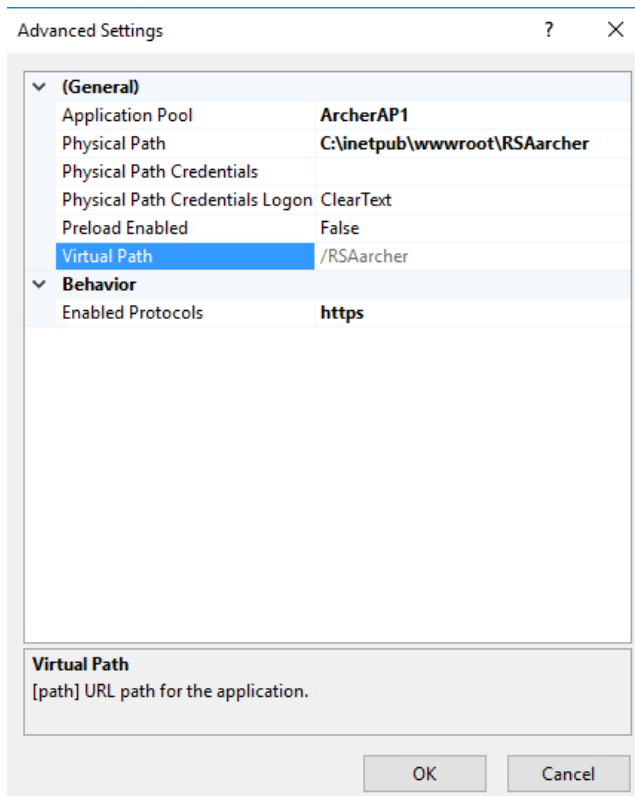 Advanced Settings ?
(General)
Application Pool ArcherAP1
Physical Path C:\inetpub\wwwroot\RSAarcher
Physical Path Credentials
Physical Path Credentials Logon ClearText
Preload Enabled False
Virtual Path /RSAarcher
Behavior
Enabled Protocols https
Virtual Path
[path] URL path for the application.
OK Cancel